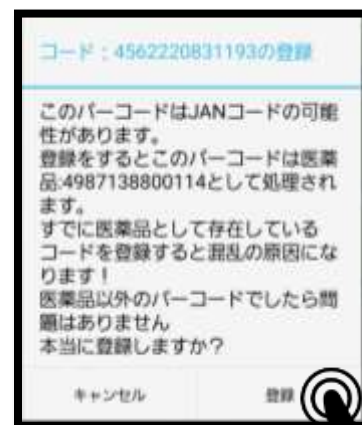 コード：4562220831193の登録
このバーコードはJANコードの可能
性があります。
登録をするとこのバーコードは医薬
品:4987138800114として処理され
ます。
すでに医薬品として存在している
コードを登録すると混乱の原因にな
ります！
医薬品以外のバーコードでしたら問
題はありません
本当に登録しますか？
キャンセル
登録